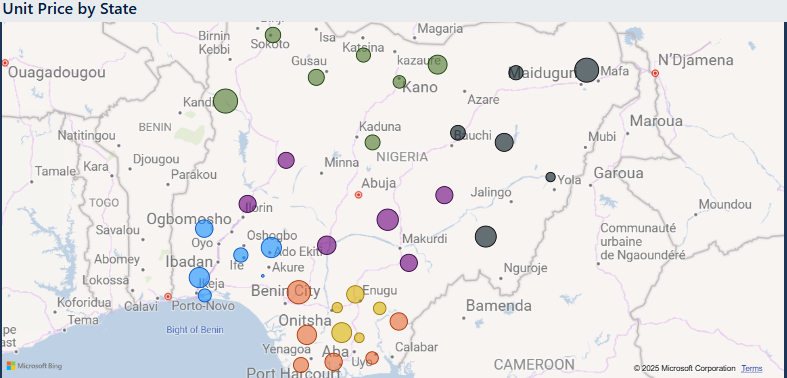 Unit Price by State
Sokoto
Isa
Katsina
Magaria
Birnin
Kebbi
Gusau
kazaure
N'Djamena
Ouagadougou
Maidugur
Mafa
Kano
Kandi
Azare
Maroua
Natitingou
BENIN
Kaduna
Bauchi
Mubi
Djougou
NIGERIA
Tamale
Kara
Parakou
Minna
Garoua
Abuja
Yola
TOGO
Jalingo
Ilorin
Moundou
Ogbomosho
Savalou
Oyo
Oshogbo
Makurdi
Communauté
urbaine
de Ngaoundéré
Abomey
Ado Ekiti
Ibadan
Ife
Akure
Lokossa
Ikeja
Nguroje
Koforidua
Calavi
Porto-Novo
Benin City
Enugu
Bamenda
Tema
Onitsha
pe
ast
Bight of Benin
Yenagoa
Aba
Uyo
Calabar
Port Harcourt
CAMEROON
Microsoft Bing
© 2025 Microsoft Corporation Terms